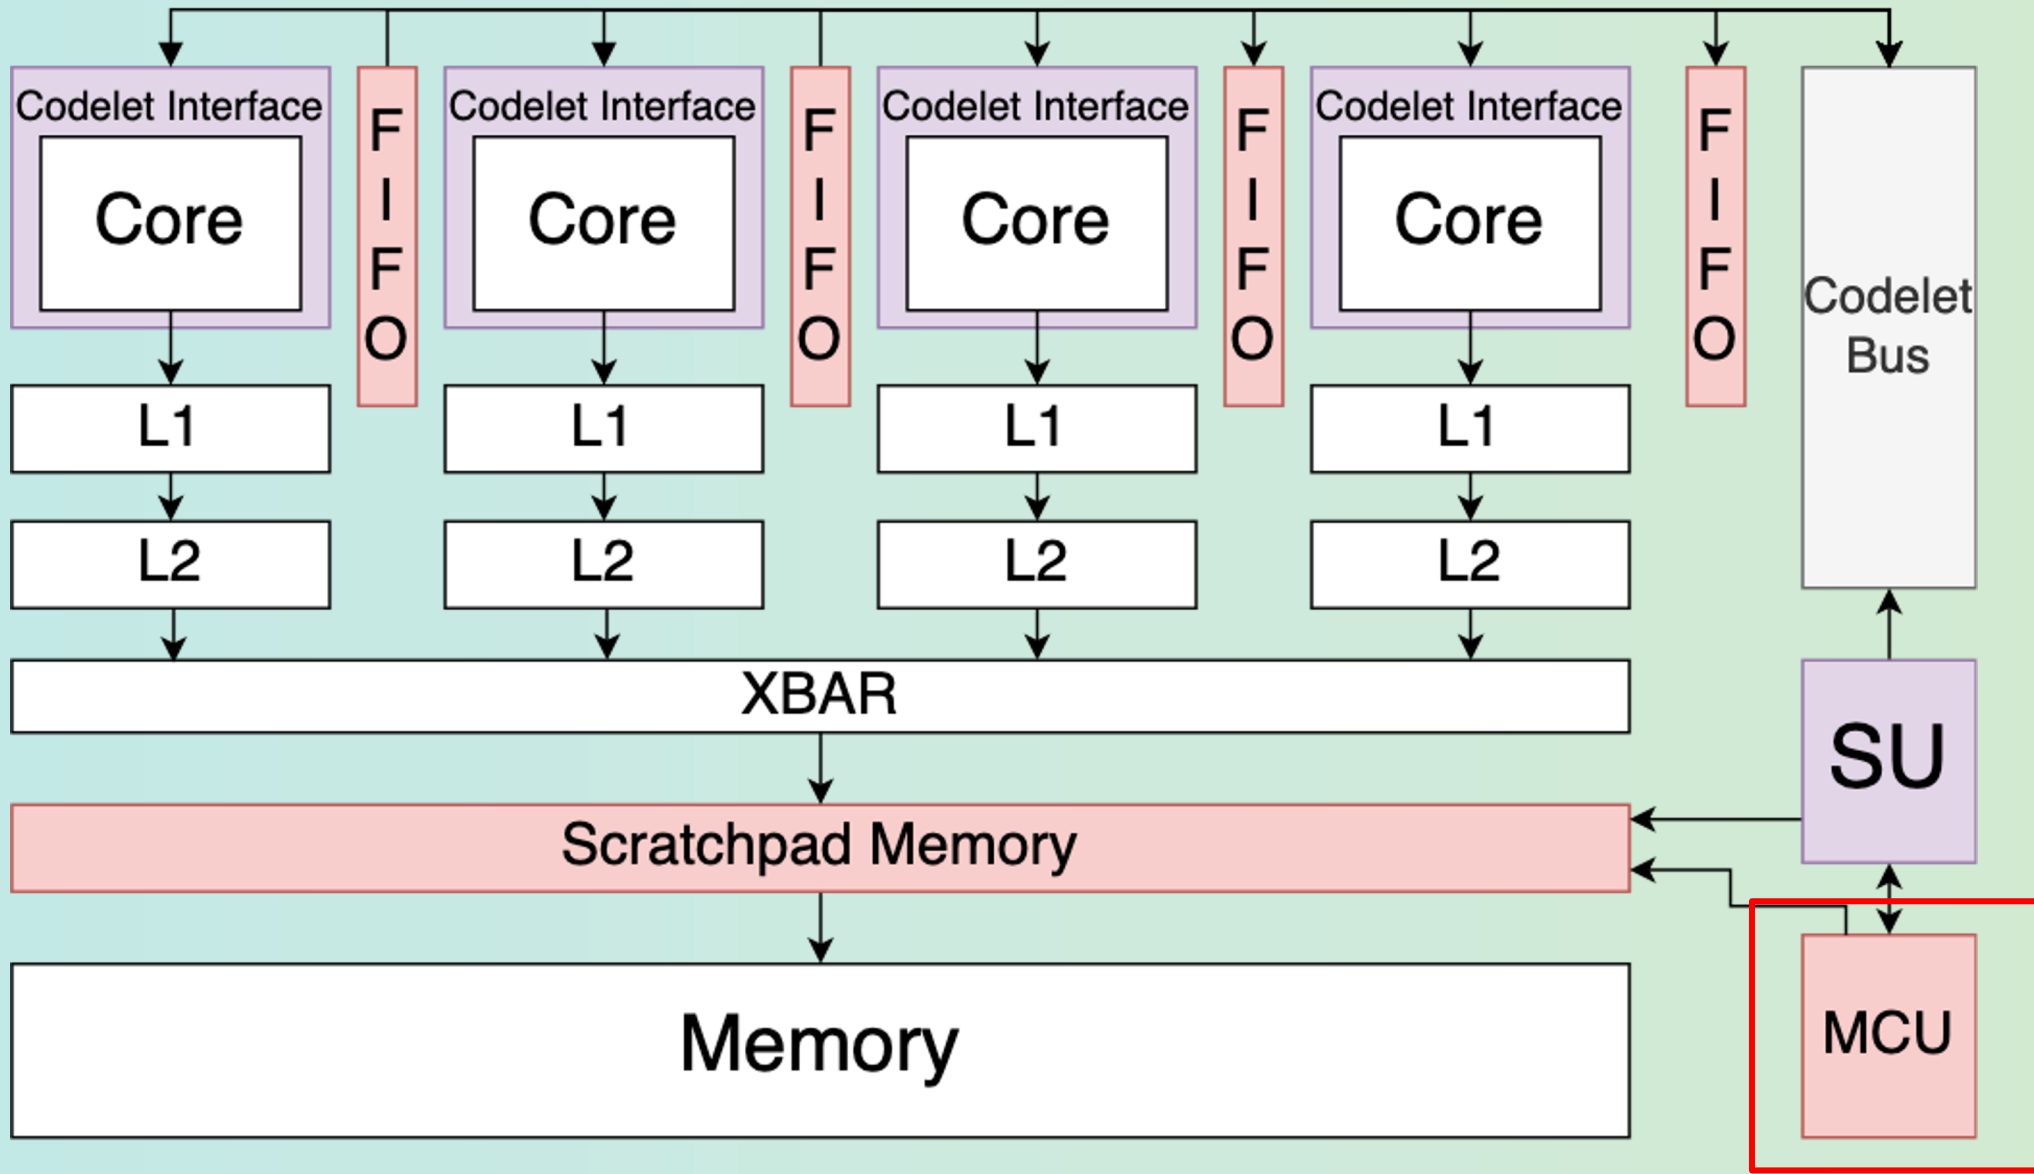 Codelet Interface
Core
L1
L2
F
I
F
O
Codelet Interface
Core
L1
L2
F
I
F
O
Codelet Interface
Core
L1
L2
F
I
F
O
Codelet Interface
Core
L1
L2
F
I
F
O
Codelet
Bus
XBAR
SU
Scratchpad Memory
Memory
MCU